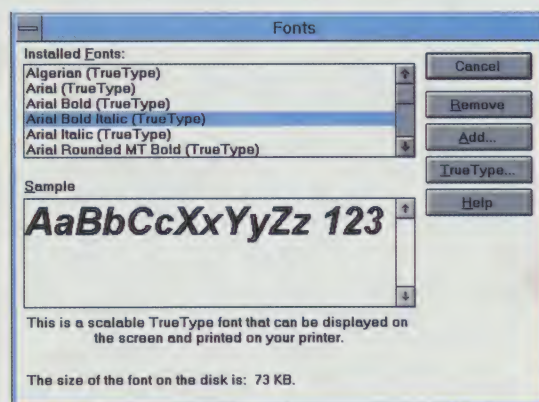 Fonts
Installed Fonts:
Algerian (TrueType)
Arial (TrueType)
Arial Bold (TrueType)
Arial Bold Italic (TrueType)
Arial Italic (TrueType)
Arial Rounded MT Bold (TrueType)
Sample
AaBbCcXxYyZz 123
This is a scalable TrueType font that can be displayed on
the screen and printed on your printer.
The size of the font on the disk is: 73 KB.
Cancel
Remove
Add...
TrueType...
Help